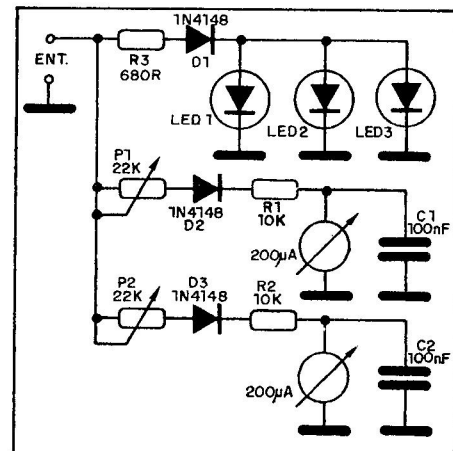 1N4148
ENT.
R3
680R
D1
LED1
LED2
LED3
P1
22K
1N4148
D2
R1
10K
200µA
C1
100nF
P2
22K
D3
1N4148
R2
10K
200µA
C2
100nF